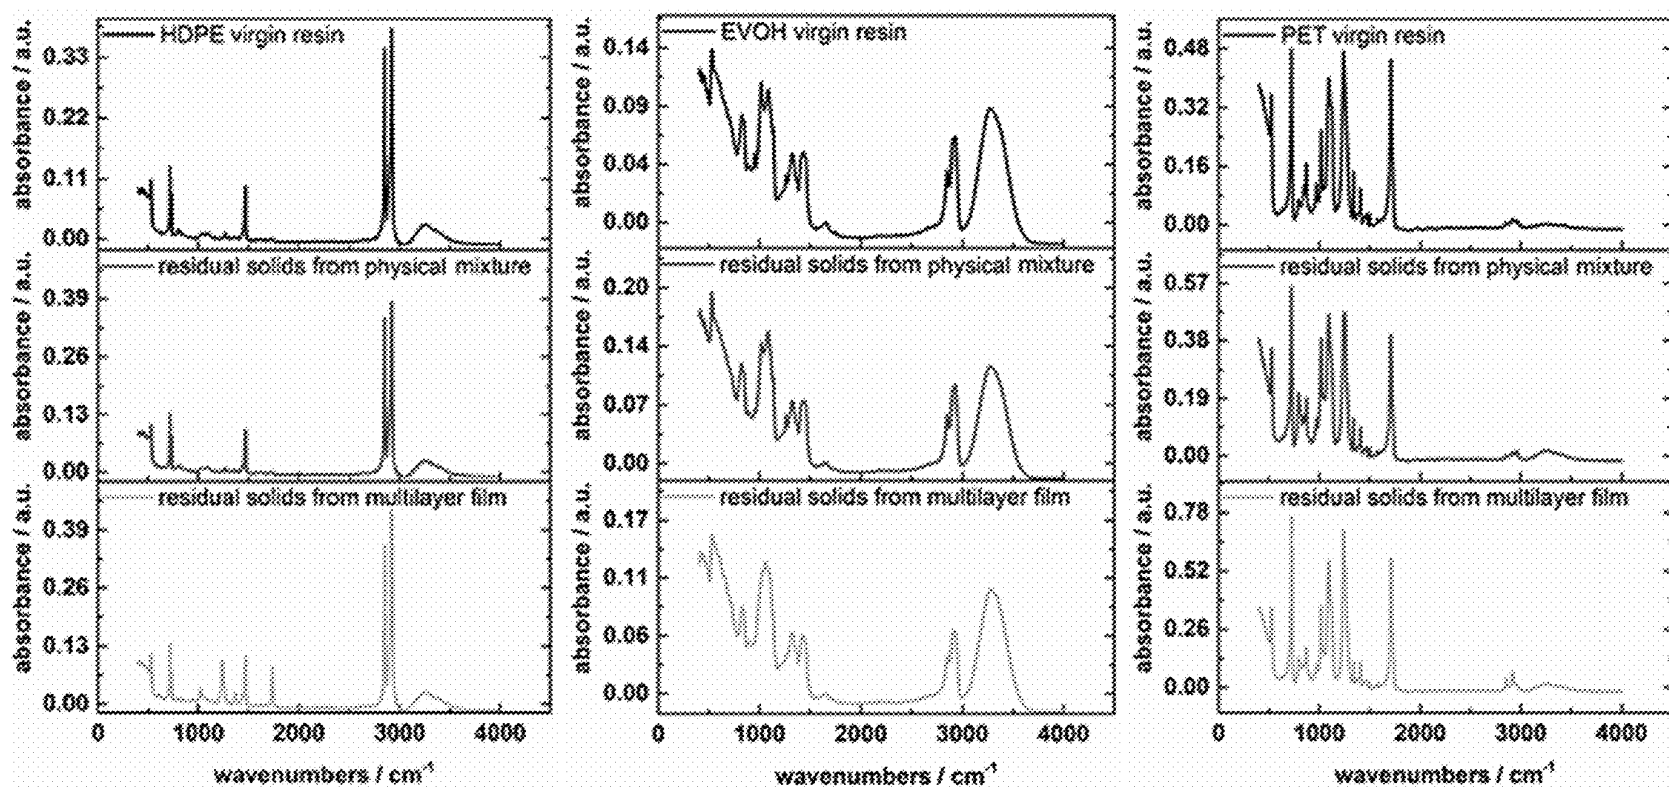 absorbance / a.u.
HDPE virgin resin
0.33
0.22
0.11
0.00
absorbance / a.u.
residual solids from physical mixture
0.39
0.26
0.13
0.00
absorbance / a.u.
residual solids from multilayer film
0.39
0.26
0.13
0.00
0 1000 2000 3000 4000
wavenumbers / cm⁻¹
absorbance / a.u.
EVOH virgin resin
0.14
0.09
0.04
0.00
absorbance / a.u.
residual solids from physical mixture
0.20
0.14
0.07
0.00
absorbance / a.u.
residual solids from multilayer film
0.17
0.11
0.06
0.00
0 1000 2000 3000 4000
wavenumbers / cm⁻¹
absorbance / a.u.
PET virgin resin
0.48
0.32
0.16
0.00
absorbance / a.u.
residual solids from physical mixture
0.57
0.38
0.19
0.00
absorbance / a.u.
residual solids from multilayer film
0.78
0.52
0.26
0.00
0 1000 2000 3000 4000
wavenumbers / cm⁻¹